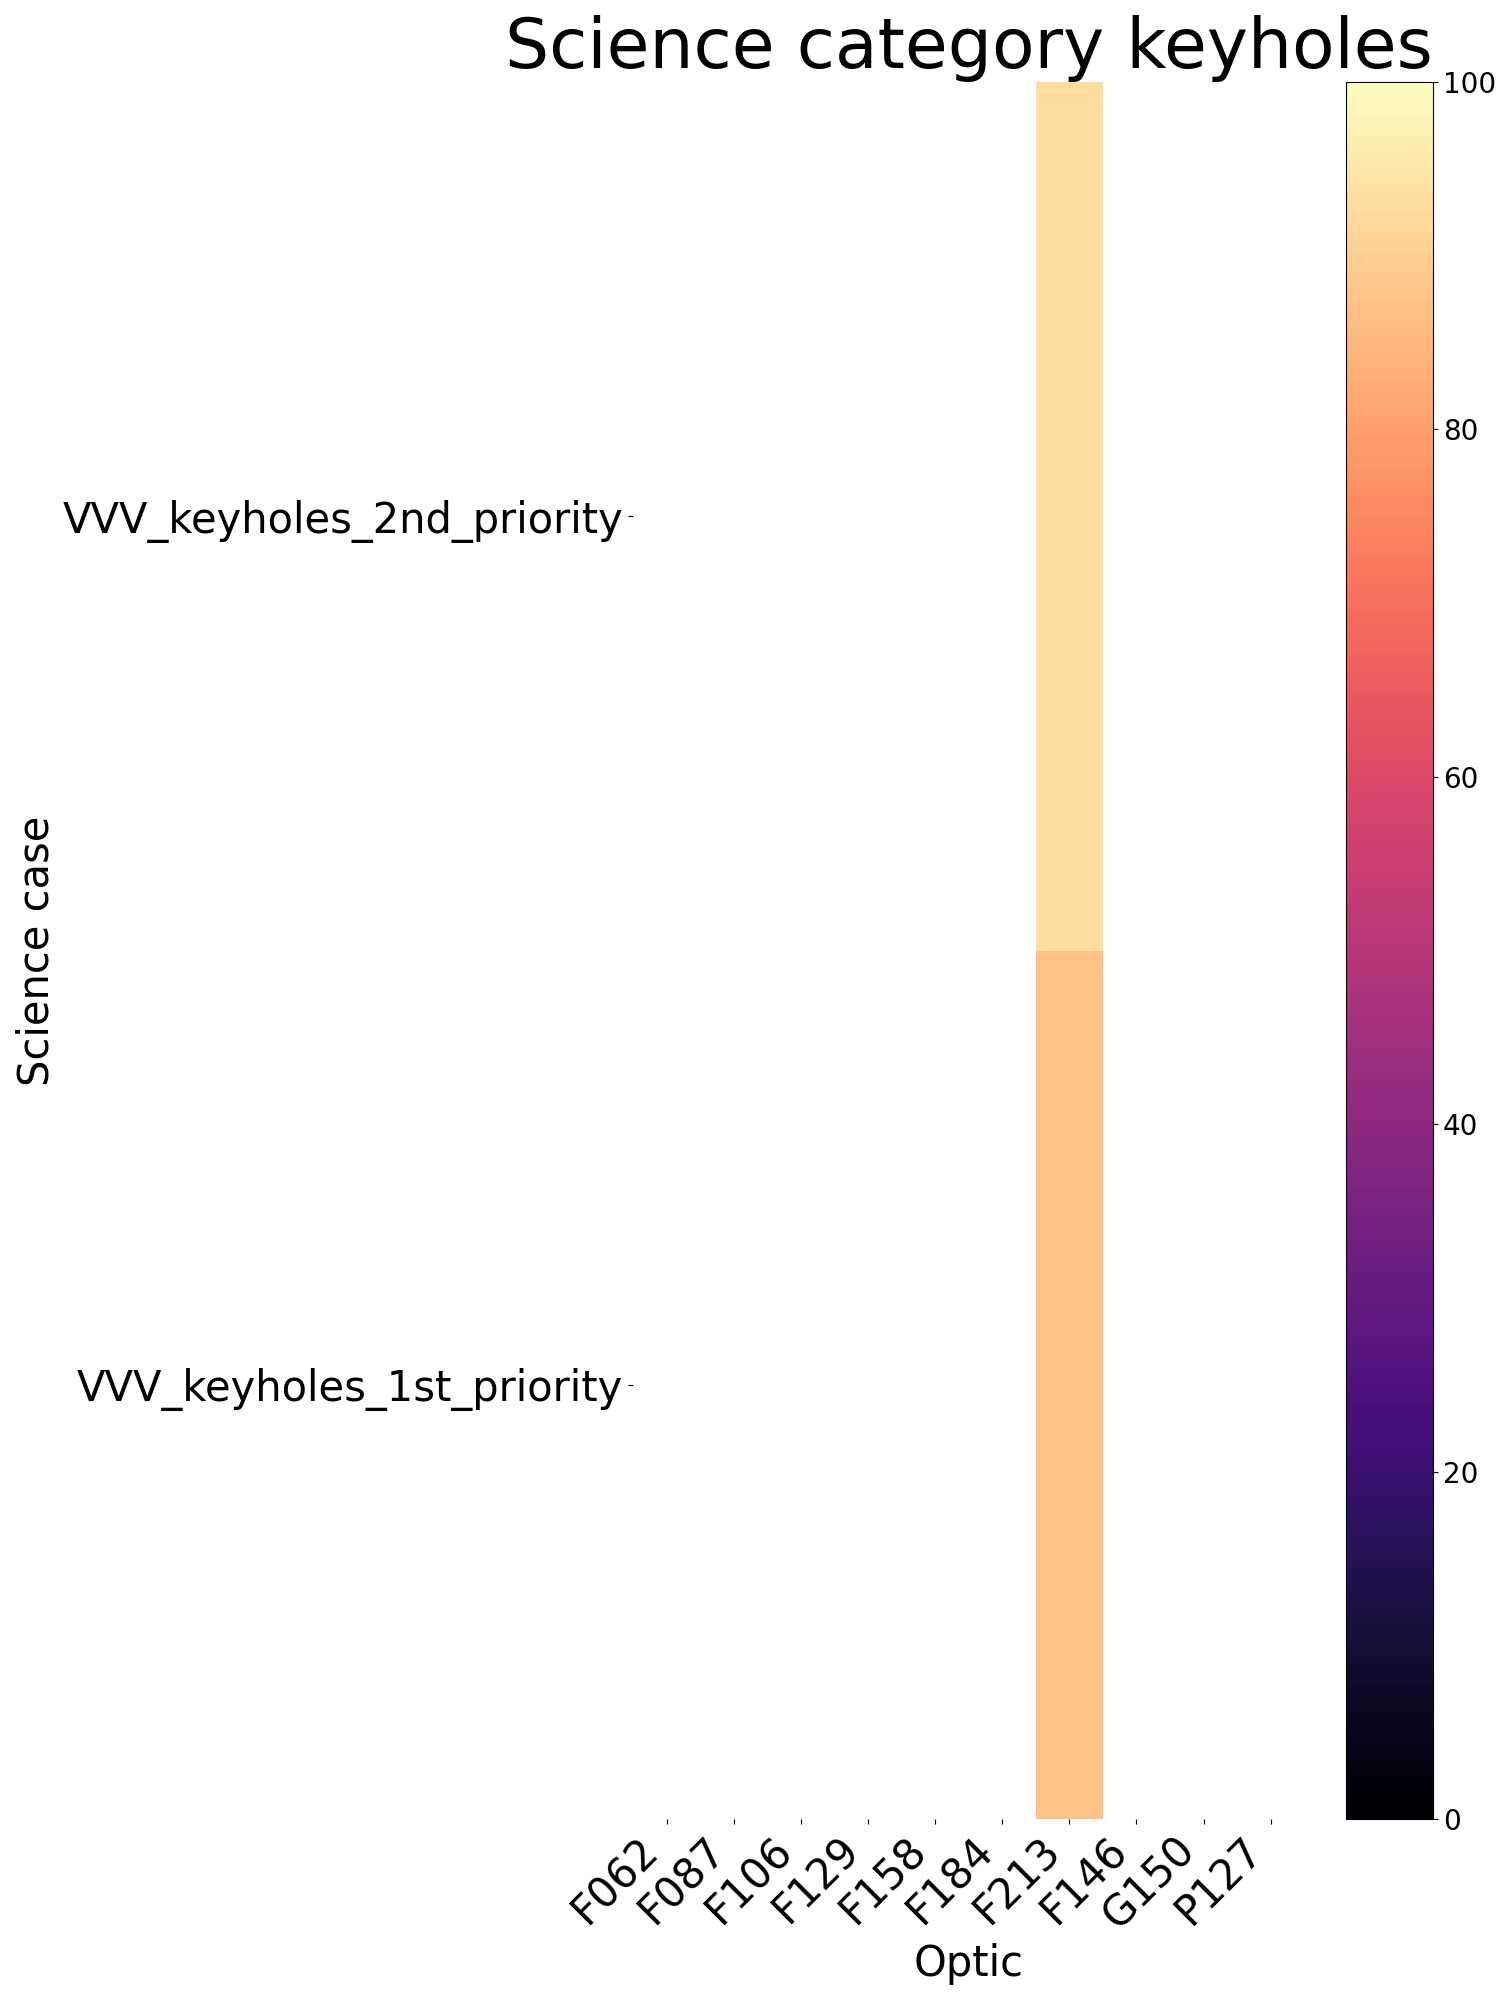 Science category keyholes
100
80
60
40
20
0
Science case
VVV_keyholes_2nd_priority
VVV_keyholes_1st_priority
F062
F087
F106
F129
F158
F184
F213
F146
G150
P127
Optic